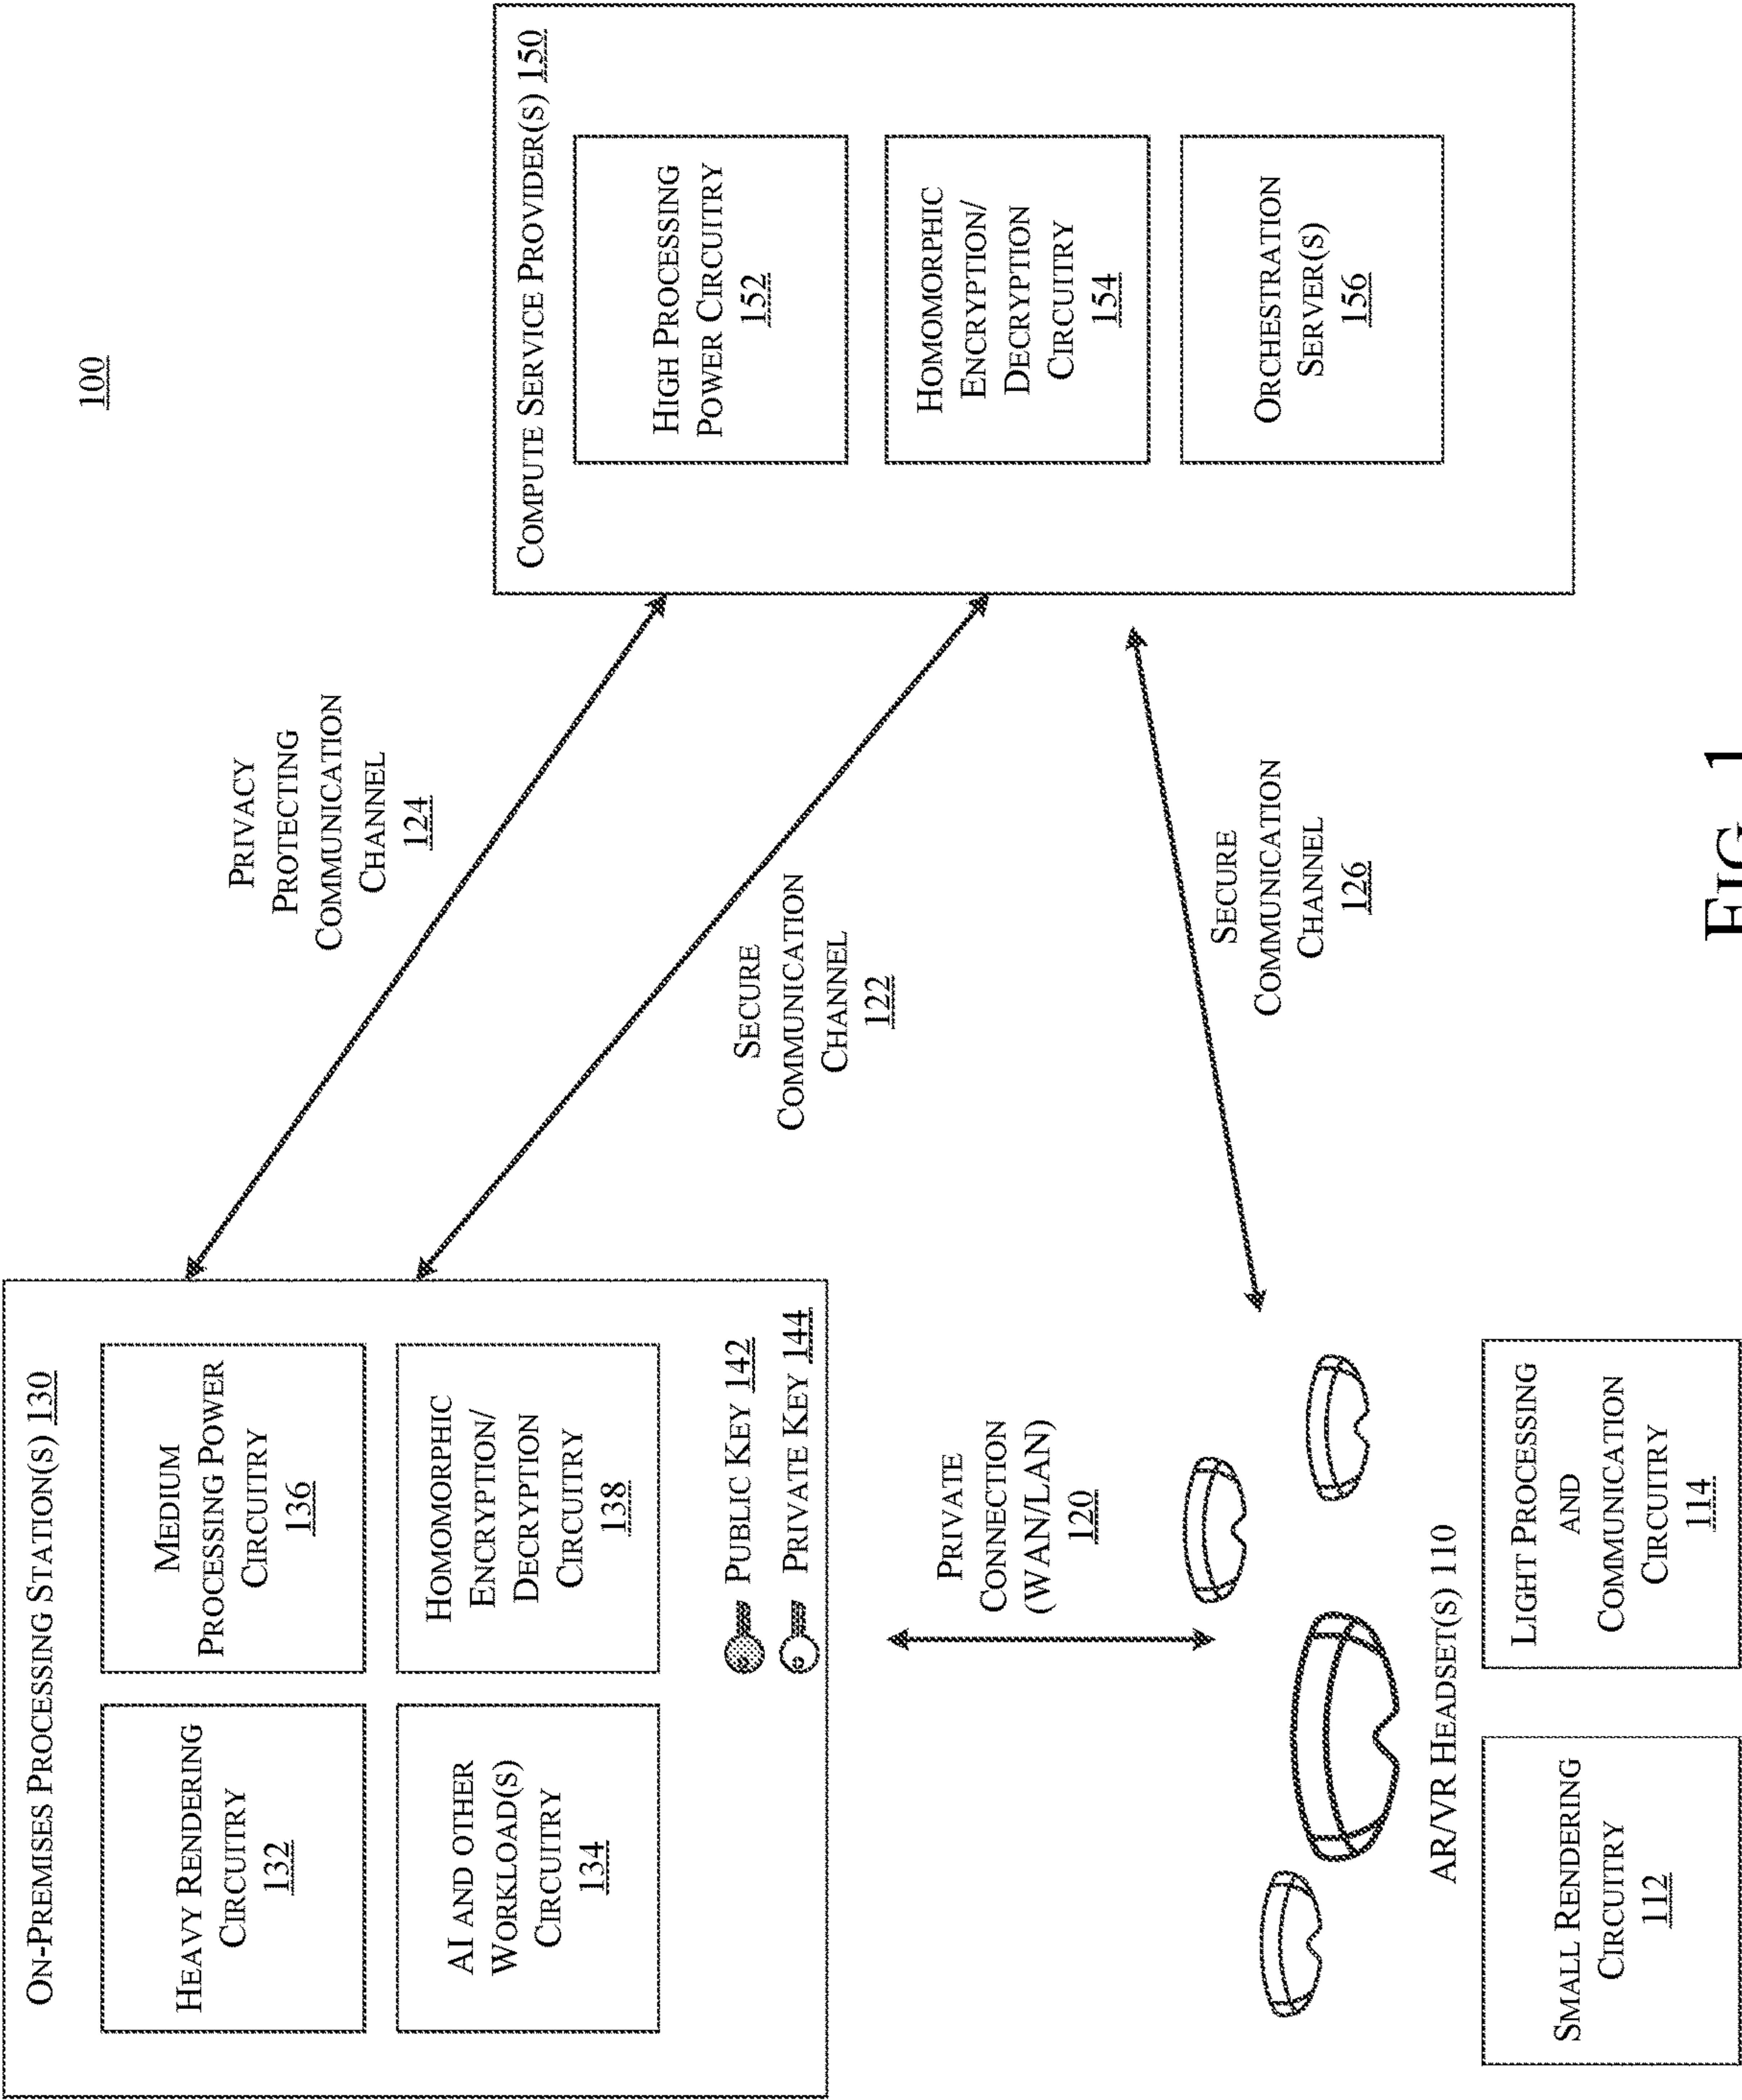 100
ON-PREMISES PROCESSING STATION(S) 130
HEAVY RENDERING
CIRCUITRY
132
MEDIUM
PROCESSING POWER
CIRCUITRY
136
AI AND OTHER
WORKLOAD(S)
CIRCUITRY
134
HOMOMORPHIC
ENCRYPTION/
DECRYPTION
CIRCUITRY
138
PUBLIC KEY 142
PRIVATE KEY 144
PRIVACY
PROTECTING
COMMUNICATION
CHANNEL
124
SECURE
COMMUNICATION
CHANNEL
122
COMPUTE SERVICE PROVIDER(S) 150
HIGH PROCESSING
POWER CIRCUITRY
152
HOMOMORPHIC
ENCRYPTION/
DECRYPTION
CIRCUITRY
154
ORCHESTRATION
SERVER(S)
156
PRIVATE
CONNECTION
(WAN/LAN)
120
SECURE
COMMUNICATION
CHANNEL
126
AR/VR HEADSET(S) 110
SMALL RENDERING
CIRCUITRY
112
LIGHT PROCESSING
AND
COMMUNICATION
CIRCUITRY
114
FIG. 1